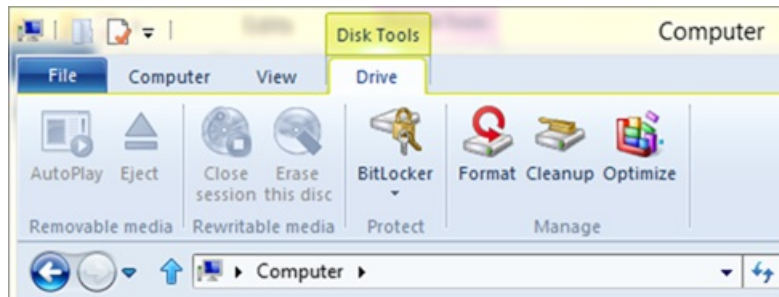 Disk Tools
Computer
File
Computer
View
Drive
AutoPlay
Eject
Close
session
Erase
this disc
BitLocker
Format
Cleanup
Optimize
Removable media
Rewritable media
Protect
Manage
Computer